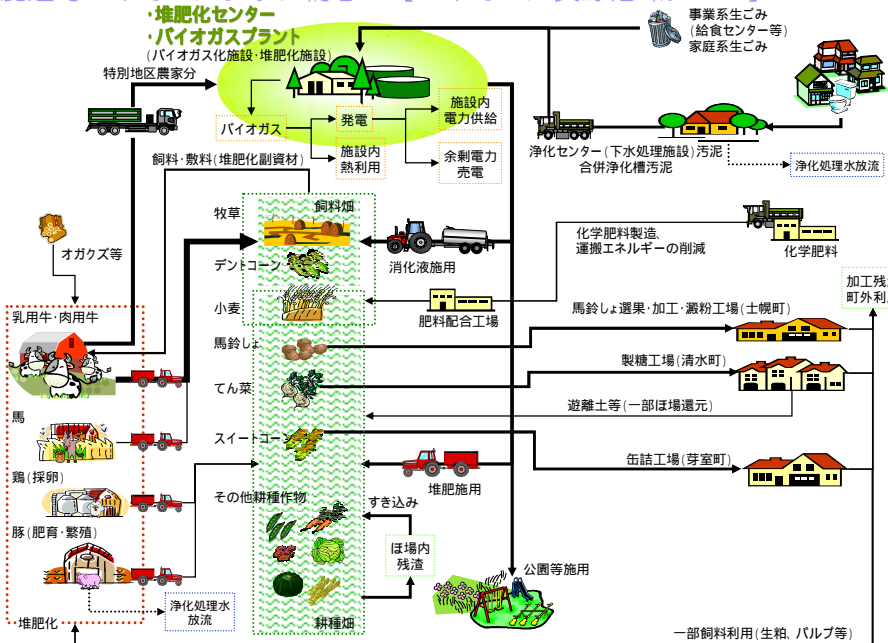 ・堆肥化センター
・バイオガスプラント
(バイオガス化施設・堆肥化施設)
特別地区農家分
バイオガス
発電
施設内
電力供給
施設内
熱利用
余剰電力
売電
事業系生ごみ
(給食センター等)
家庭系生ごみ
浄化センター(下水処理施設)汚泥
合併浄化槽汚泥
浄化処理水放流
飼料・敷料(堆肥化副資材)
オガクズ等
牧草
飼料畑
デントコーン
小麦
消化液施用
化学肥料製造、
運搬エネルギーの削減
化学肥料
肥料配合工場
加工残
町外利
乳用牛・肉用牛
馬
鶏(採卵)
豚(肥育・繁殖)
堆肥化
浄化処理水
放流
馬鈴しょ
てん菜
スイートコーン
その他耕種作物
耕種畑
馬鈴しょ選果・加工・澱粉工場(士幌町)
製糖工場(清水町)
遊離土等(一部ほ場還元)
缶詰工場(芽室町)
堆肥施用
すき込み
ほ場内
残渣
公園等施用
一部飼料利用(生粕、パルプ等)